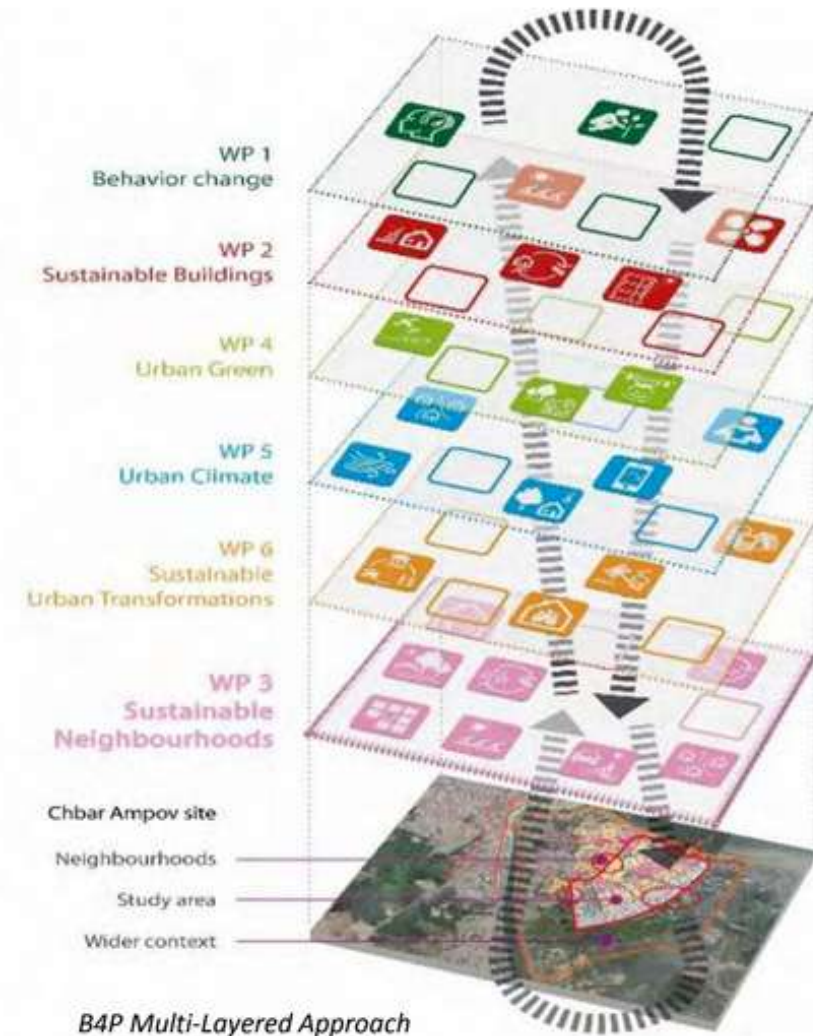 WP 1
Behavior change
WP 2
Sustainable Buildings
WP 4
Urban Green
WP 5
Urban Climate
WP 6
Sustainable
Urban Transformations
WP 3
Sustainable
Neighbourhoods
Chbar Ampov site
Neighbourhoods
Study area
Wider context
B4P Multi-Layered Approach